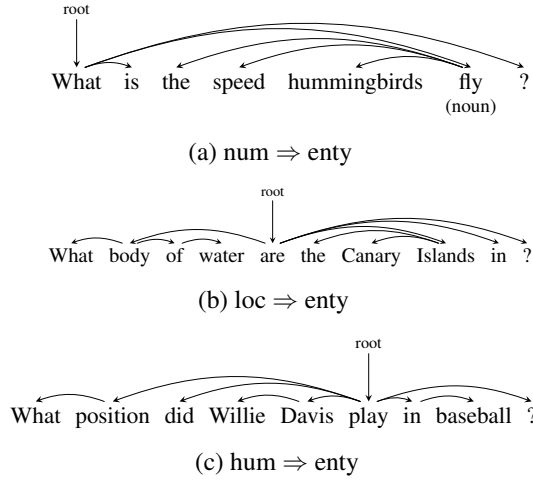 root
What is the speed hummingbirds fly ?
(noun)
(a) num ⇒ enty
root
What body of water are the Canary Islands in ?
(b) loc ⇒ enty
root
What position did Willie Davis play in baseball ?
(c) hum ⇒ enty